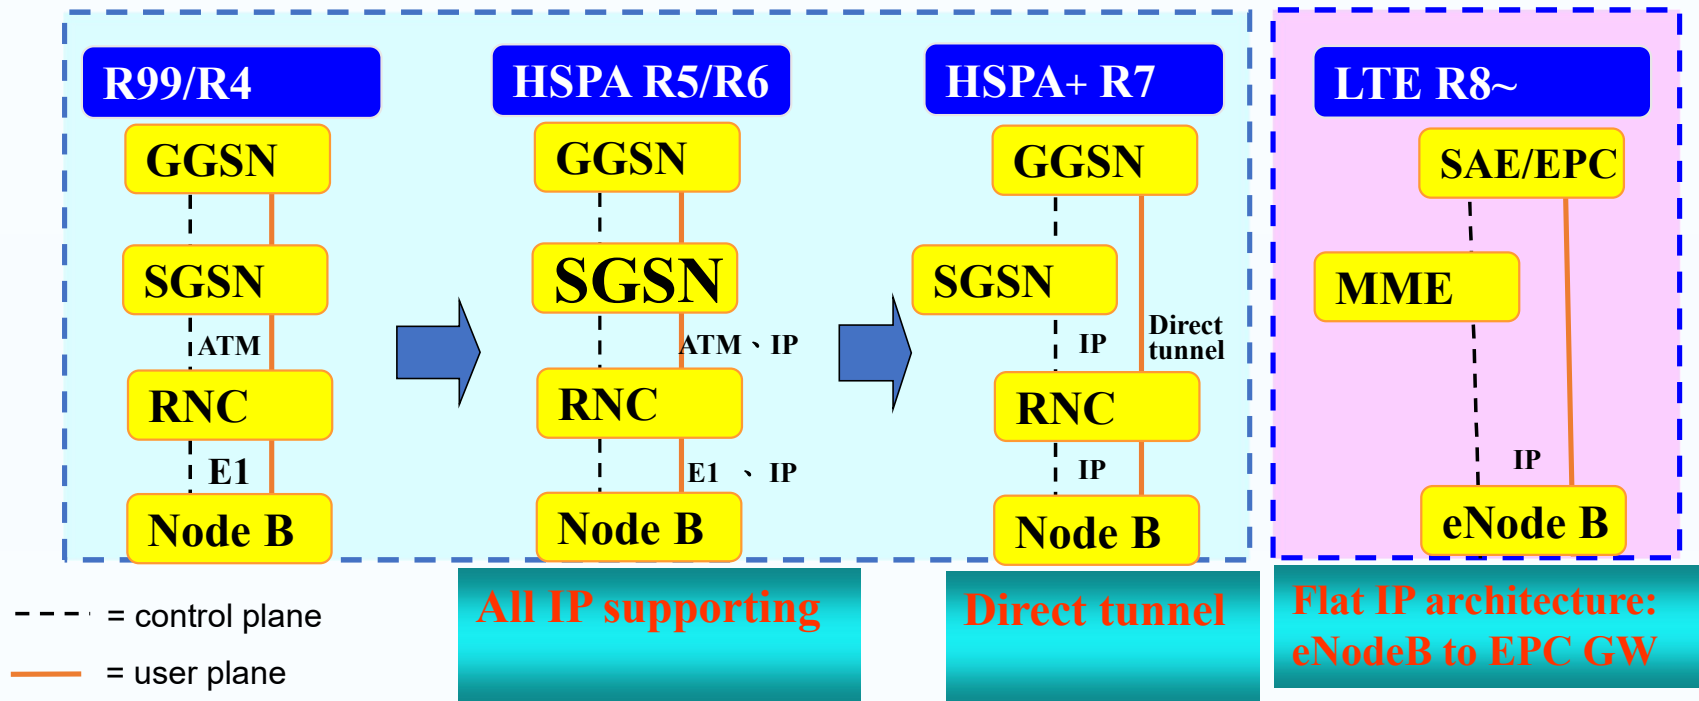 R99/R4
GGSN
SGSN
ATM
RNC
E1
Node B
HSPA R5/R6
GGSN
SGSN
ATM、IP
RNC
E1 、 IP
Node B
HSPA+ R7
GGSN
SGSN
IP
Direct
tunnel
RNC
IP
Node B
LTE R8~
SAE/EPC
MME
IP
eNode B
= control plane
= user plane
All IP supporting
Direct tunnel
Flat IP architecture:
eNodeB to EPC GW